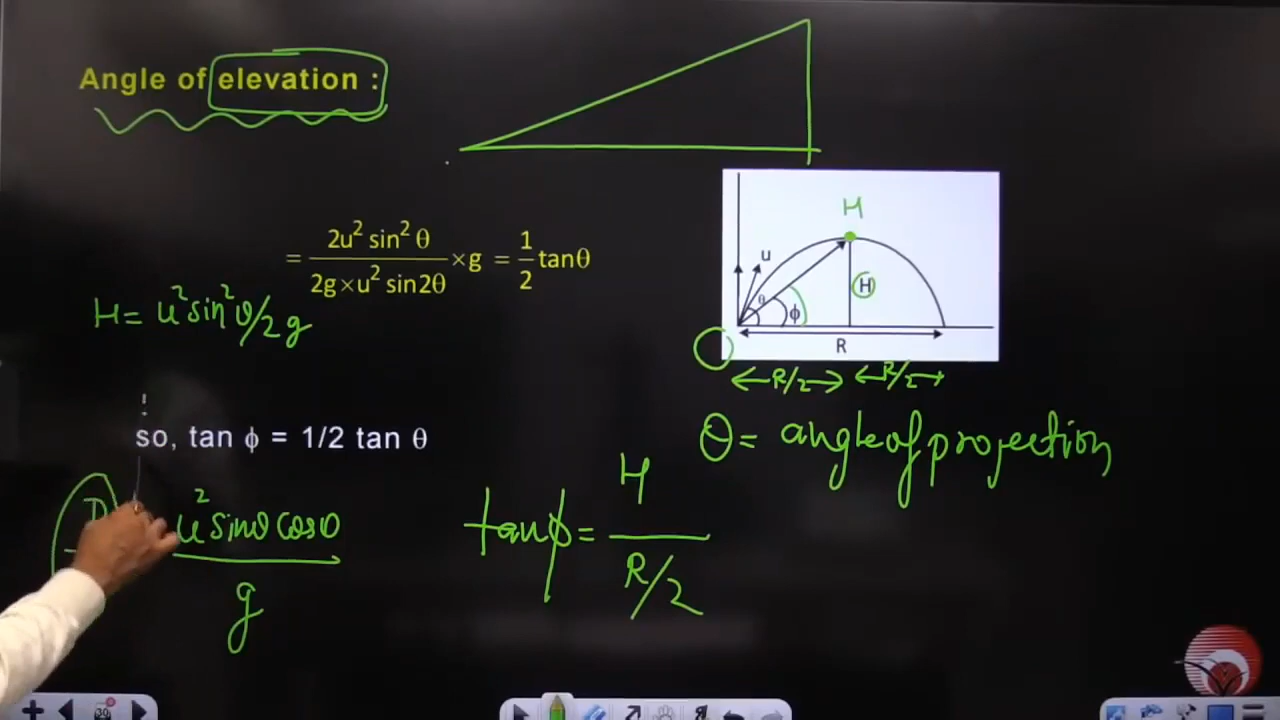 Angle of elevation :
H
u
θ
ϕ
H
R
R/2 R/2
= 2u² sin² θ / 2g×u² sin2θ ×g = 1/2 tanθ
H = u² sin² θ/2g
!
so, tan ϕ = 1/2 tan θ
θ = angle of projection
u² sinθ cosθ / g
tanϕ = H / R/2